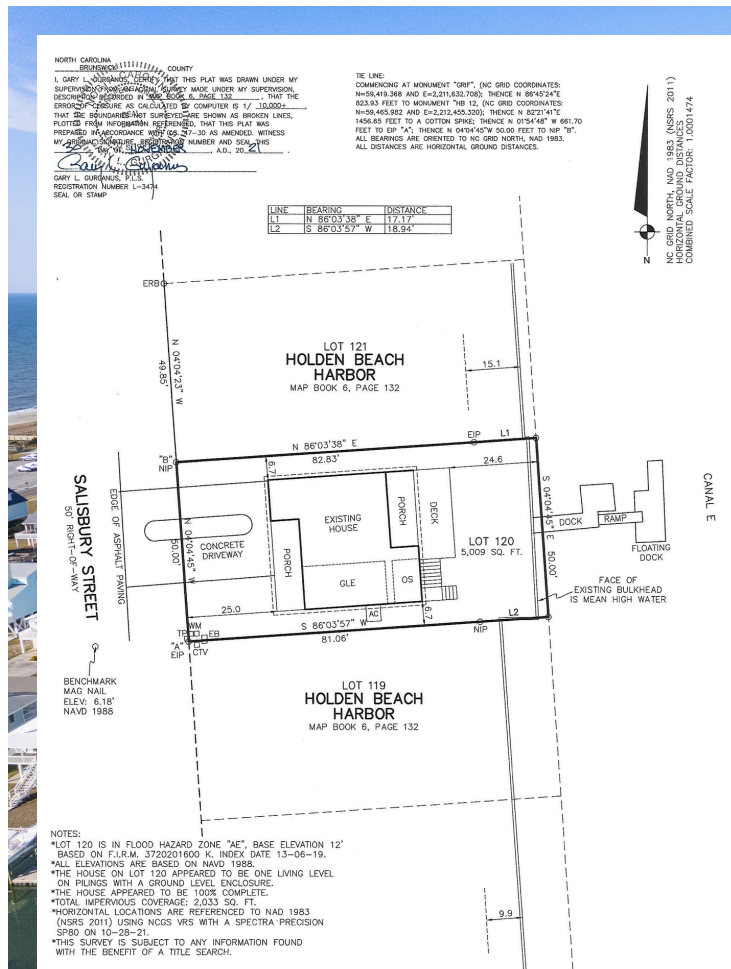 NORTH CAROLINA
BRUNSWICK COUNTY
I, GARY L. GURGANUS, CERTIFY THAT THIS PLAT WAS DRAWN UNDER MY
SUPERVISION FROM AN ACTUAL SURVEY MADE UNDER MY SUPERVISION,
DESCRIPTION RECORDED IN MAP BOOK 6, PAGE 132, THAT THE
ERROR OF CLOSURE AS CALCULATED BY COMPUTER IS 1/ 10,000+
THAT THE BOUNDARIES NOT SURVEYED ARE SHOWN AS BROKEN LINES,
PLOTTED FROM INFORMATION REFERENCED, THAT THIS PLAT WAS
PREPARED IN ACCORDANCE WITH G.S. 47-30 AS AMENDED. WITNESS
MY ORIGINAL SIGNATURE, REGISTRATION NUMBER AND SEAL THIS
DAY OF NOVEMBER, A.D., 20 21.
GARY L. GURGANUS, P.L.S.
REGISTRATION NUMBER L-3474
SEAL OR STAMP
TIE LINE:
COMMENCING AT MONUMENT "GRIF", (NC GRID COORDINATES:
N=59,419.368 AND E=2,211,632.708); THENCE N 86°45'24"E
823.93 FEET TO MONUMENT "HB 12, (NC GRID COORDINATES:
N=59,465.982 AND E=2,212,455.320); THENCE N 82°21'41"E
1456.65 FEET TO A COTTON SPIKE; THENCE N 01°54'48" W 661.70
FEET TO EIP "A"; THENCE N 04°04'45"W 50.00 FEET TO NIP "B".
ALL BEARINGS ARE ORIENTED TO NC GRID NORTH, NAD 1983.
ALL DISTANCES ARE HORIZONTAL GROUND DISTANCES.
N
NC GRID NORTH, NAD 1983 (NSRS 2011)
HORIZONTAL GROUND DISTANCES
COMBINED SCALE FACTOR: 1.0001474
LINE BEARING DISTANCE
L1 N 86°03'38" E 17.17'
L2 S 86°03'57" W 18.94'
ERB
N 04°04'23" W
49.85'
LOT 121
HOLDEN BEACH
HARBOR
MAP BOOK 6, PAGE 132
15.1
"B"
NIP
N 86°03'38" E
82.83'
EIP
L1
6.7
24.6
SALISBURY STREET
50' RIGHT-OF-WAY
EDGE OF ASPHALT PAVING
N 04°04'45" W
50.00'
CONCRETE
DRIVEWAY
EXISTING
HOUSE
PORCH
PORCH
DECK
GLE
OS
LOT 120
5,009 SQ. FT.
S 04°04'45" E
50.00'
DOCK
RAMP
FLOATING
DOCK
CANAL E
FACE OF
EXISTING BULKHEAD
IS MEAN HIGH WATER
25.0
AC
6.7
L2
WM
TP
EB
CTV
"A"
EIP
S 86°03'57" W
81.06'
NIP
BENCHMARK
MAG NAIL
ELEV: 6.18'
NAVD 1988
LOT 119
HOLDEN BEACH
HARBOR
MAP BOOK 6, PAGE 132
9.9
NOTES:
*LOT 120 IS IN FLOOD HAZARD ZONE "AE", BASE ELEVATION 12'
BASED ON F.I.R.M. 3720201600 K. INDEX DATE 13-06-19.
*ALL ELEVATIONS ARE BASED ON NAVD 1988.
*THE HOUSE ON LOT 120 APPEARED TO BE ONE LIVING LEVEL
ON PILINGS WITH A GROUND LEVEL ENCLOSURE.
*THE HOUSE APPEARED TO BE 100% COMPLETE.
*TOTAL IMPERVIOUS COVERAGE: 2,033 SQ. FT.
*HORIZONTAL LOCATIONS ARE REFERENCED TO NAD 1983
(NSRS 2011) USING NCGS VRS WITH A SPECTRA PRECISION
SP80 ON 10-28-21.
*THIS SURVEY IS SUBJECT TO ANY INFORMATION FOUND
WITH THE BENEFIT OF A TITLE SEARCH.